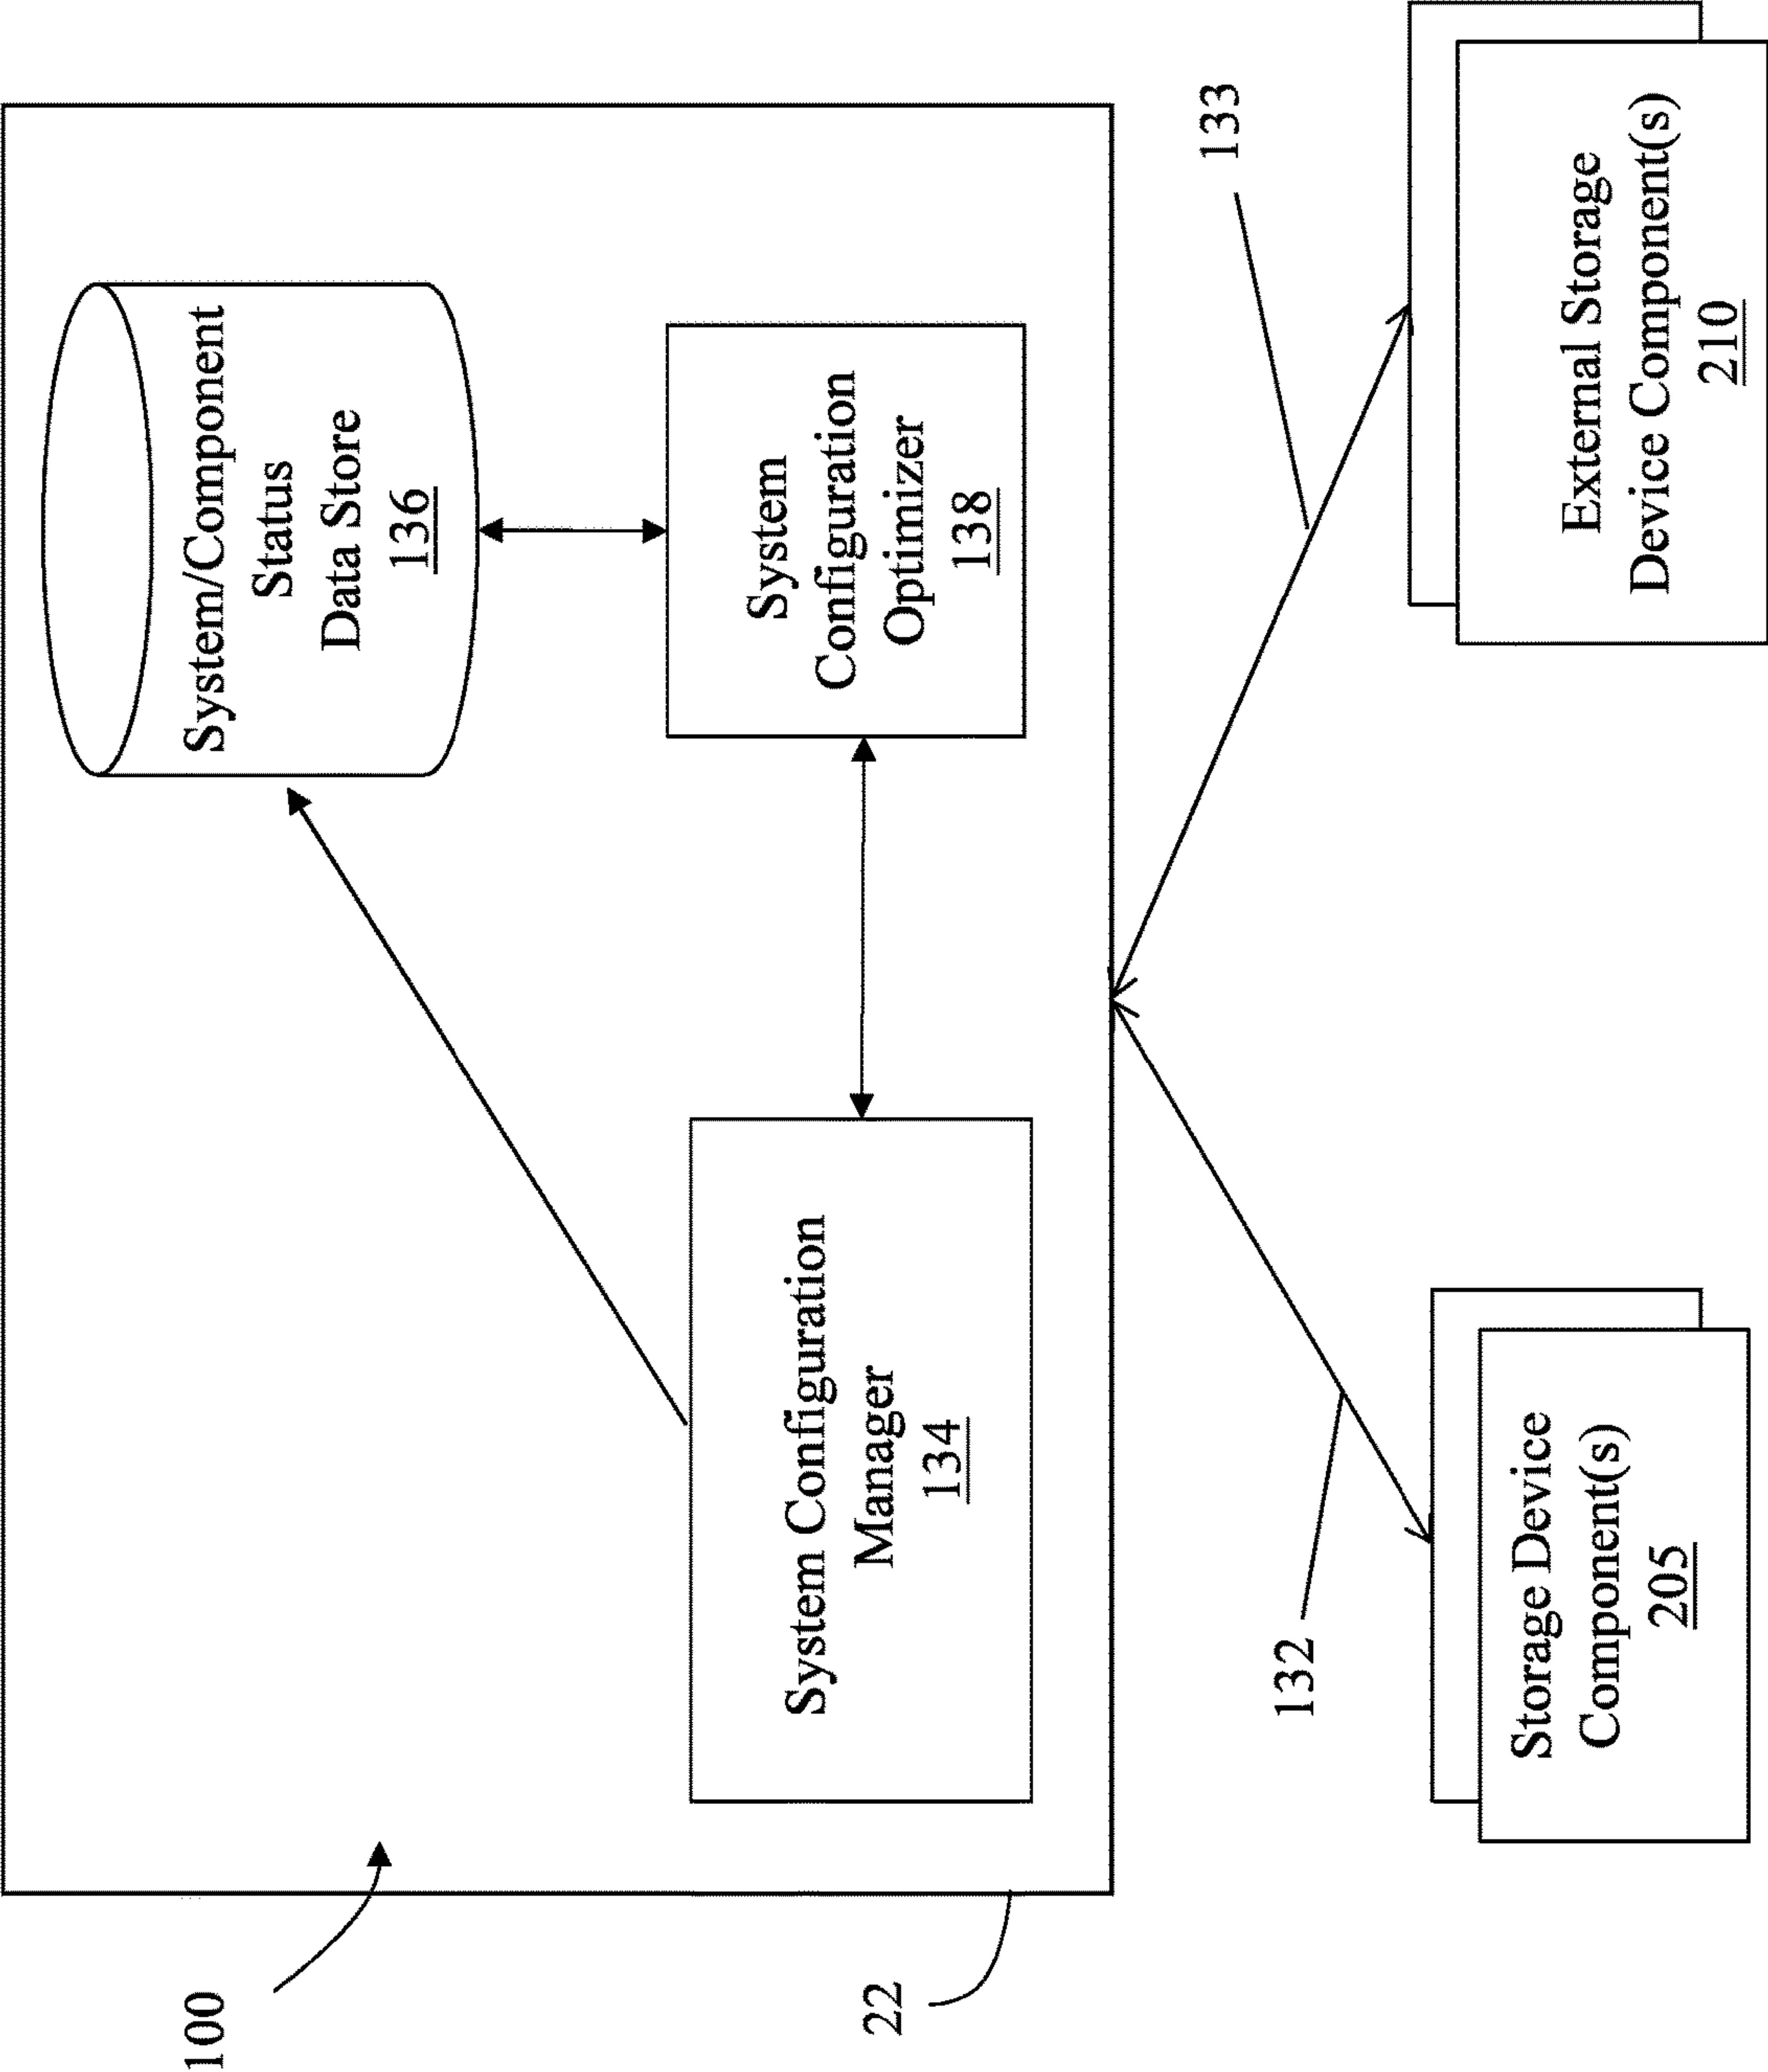 100
System/Component
Status
Data Store
136
System Configuration
Manager
134
System
Configuration
Optimizer
138
22
132
133
Storage Device
Component(s)
205
External Storage
Device Component(s)
210